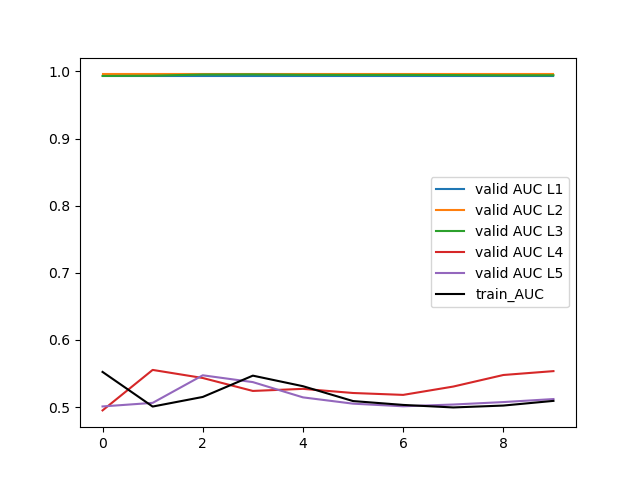 1.0
0.9
0.8
0.7
0.6
0.5
0 2 4 6 8
valid AUC L1
valid AUC L2
valid AUC L3
valid AUC L4
valid AUC L5
train_AUC